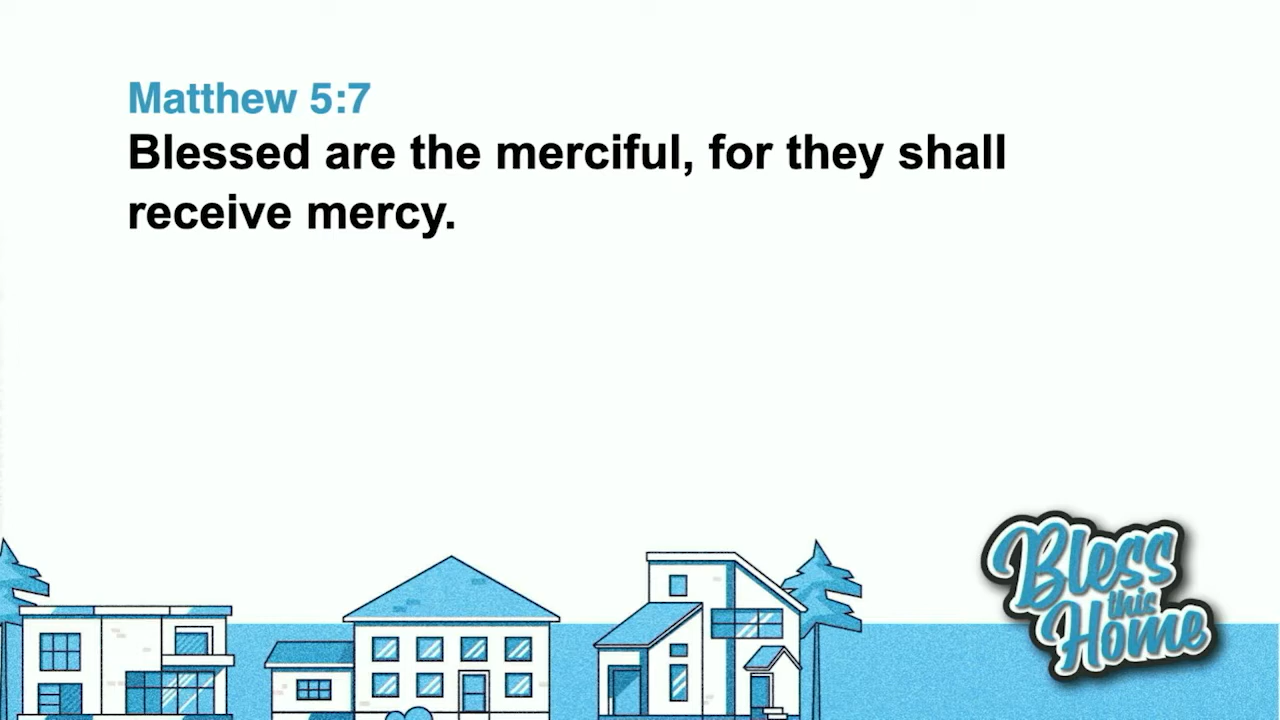 Matthew 5:7
Blessed are the merciful, for they shall
receive mercy.
Bless
this
Home